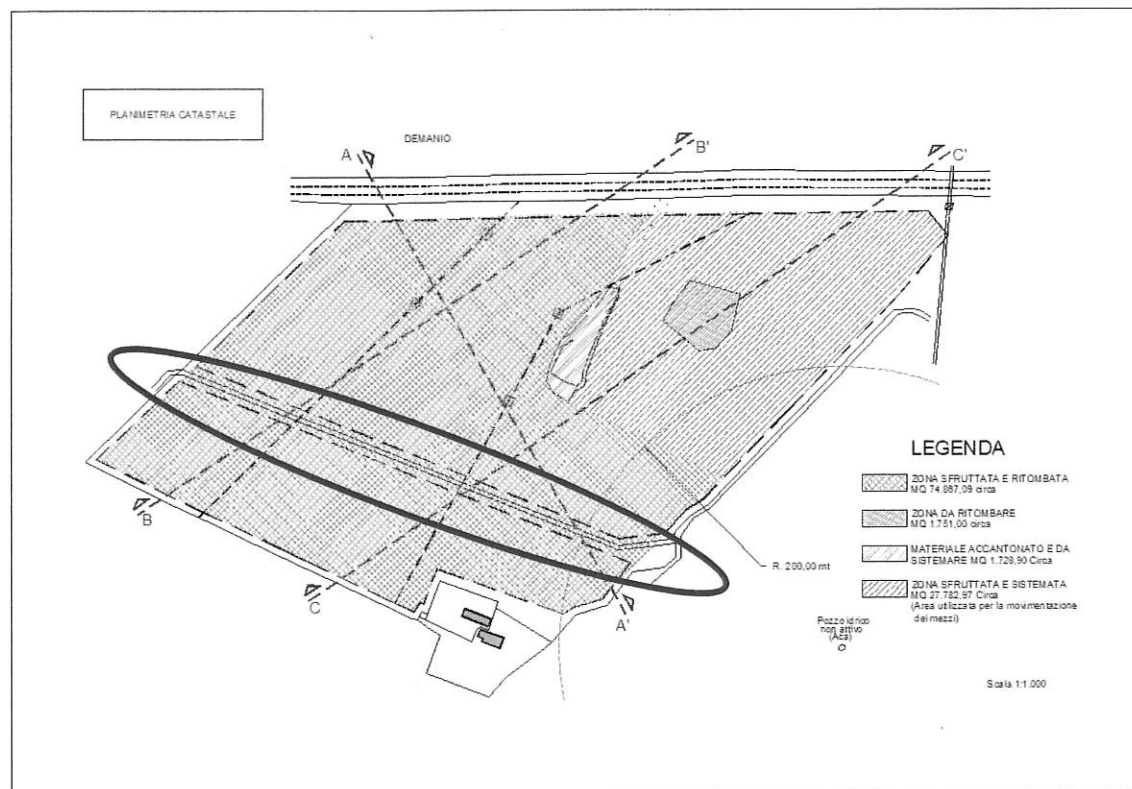 PLANIMETRIA CATASTALE
DEMANIO
A
B'
C'
B
C
A'
R. 200,00 mt
LEGENDA
ZONA SFRUTTATA E RITOMBATA
MQ 74.867,09 circa
ZONA DA RITOMBARE
MQ 1.751,00 circa
MATERIALE ACCANTONATO E DA
SISTEMARE MQ 1.728,90 Circa
ZONA SFRUTTATA E SISTEMATA
MQ 27.782,97 Circa
(Area utilizzata per la movimentazione
dei mezzi)
Pozzo idrico
non attivo
(Aca)
Scala 1:1.000